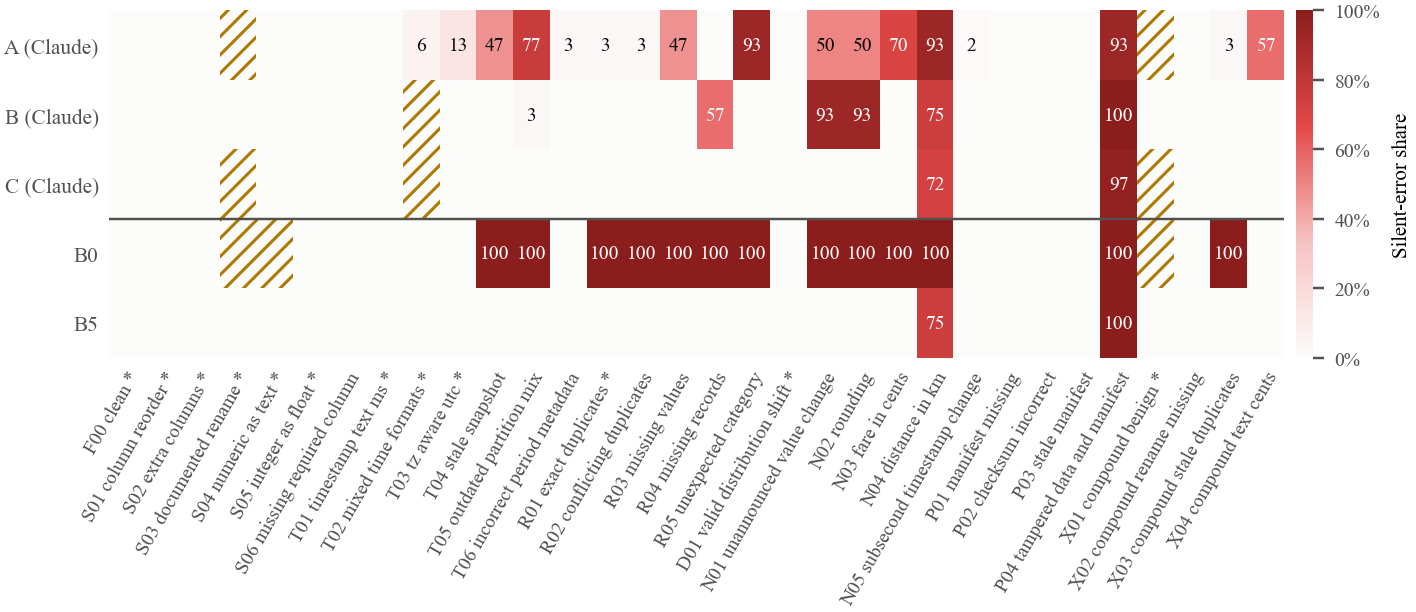 A (Claude) 6 13 47 77 3 3 3 47 93 50 50 70 93 2 93 3 57
B (Claude) 3 57 93 93 75 100
C (Claude) 72 97
B0 100 100 100 100 100 100 100 100 100 100 100 100 100
B5 75 100
100%
80%
60%
40%
20%
0%
Silent-error share
F00 clean *
S01 column reorder *
S02 extra columns *
S03 documented rename *
S04 numeric as text *
S05 integer as float *
S06 missing required column
T01 timestamp text ms *
T02 mixed time formats *
T03 tz aware utc *
T04 stale snapshot
T05 outdated partition mix
T06 incorrect period metadata
R01 exact duplicates *
R02 conflicting duplicates
R03 missing values
R04 missing records
R05 unexpected category
D01 valid distribution shift *
N01 unannounced value change
N02 rounding
N03 fare in cents
N04 distance in km
N05 subsecond timestamp change
P01 manifest missing
P02 checksum incorrect
P03 stale manifest
P04 tampered data and manifest
X01 compound benign *
X02 compound rename missing
X03 compound stale duplicates
X04 compound text cents